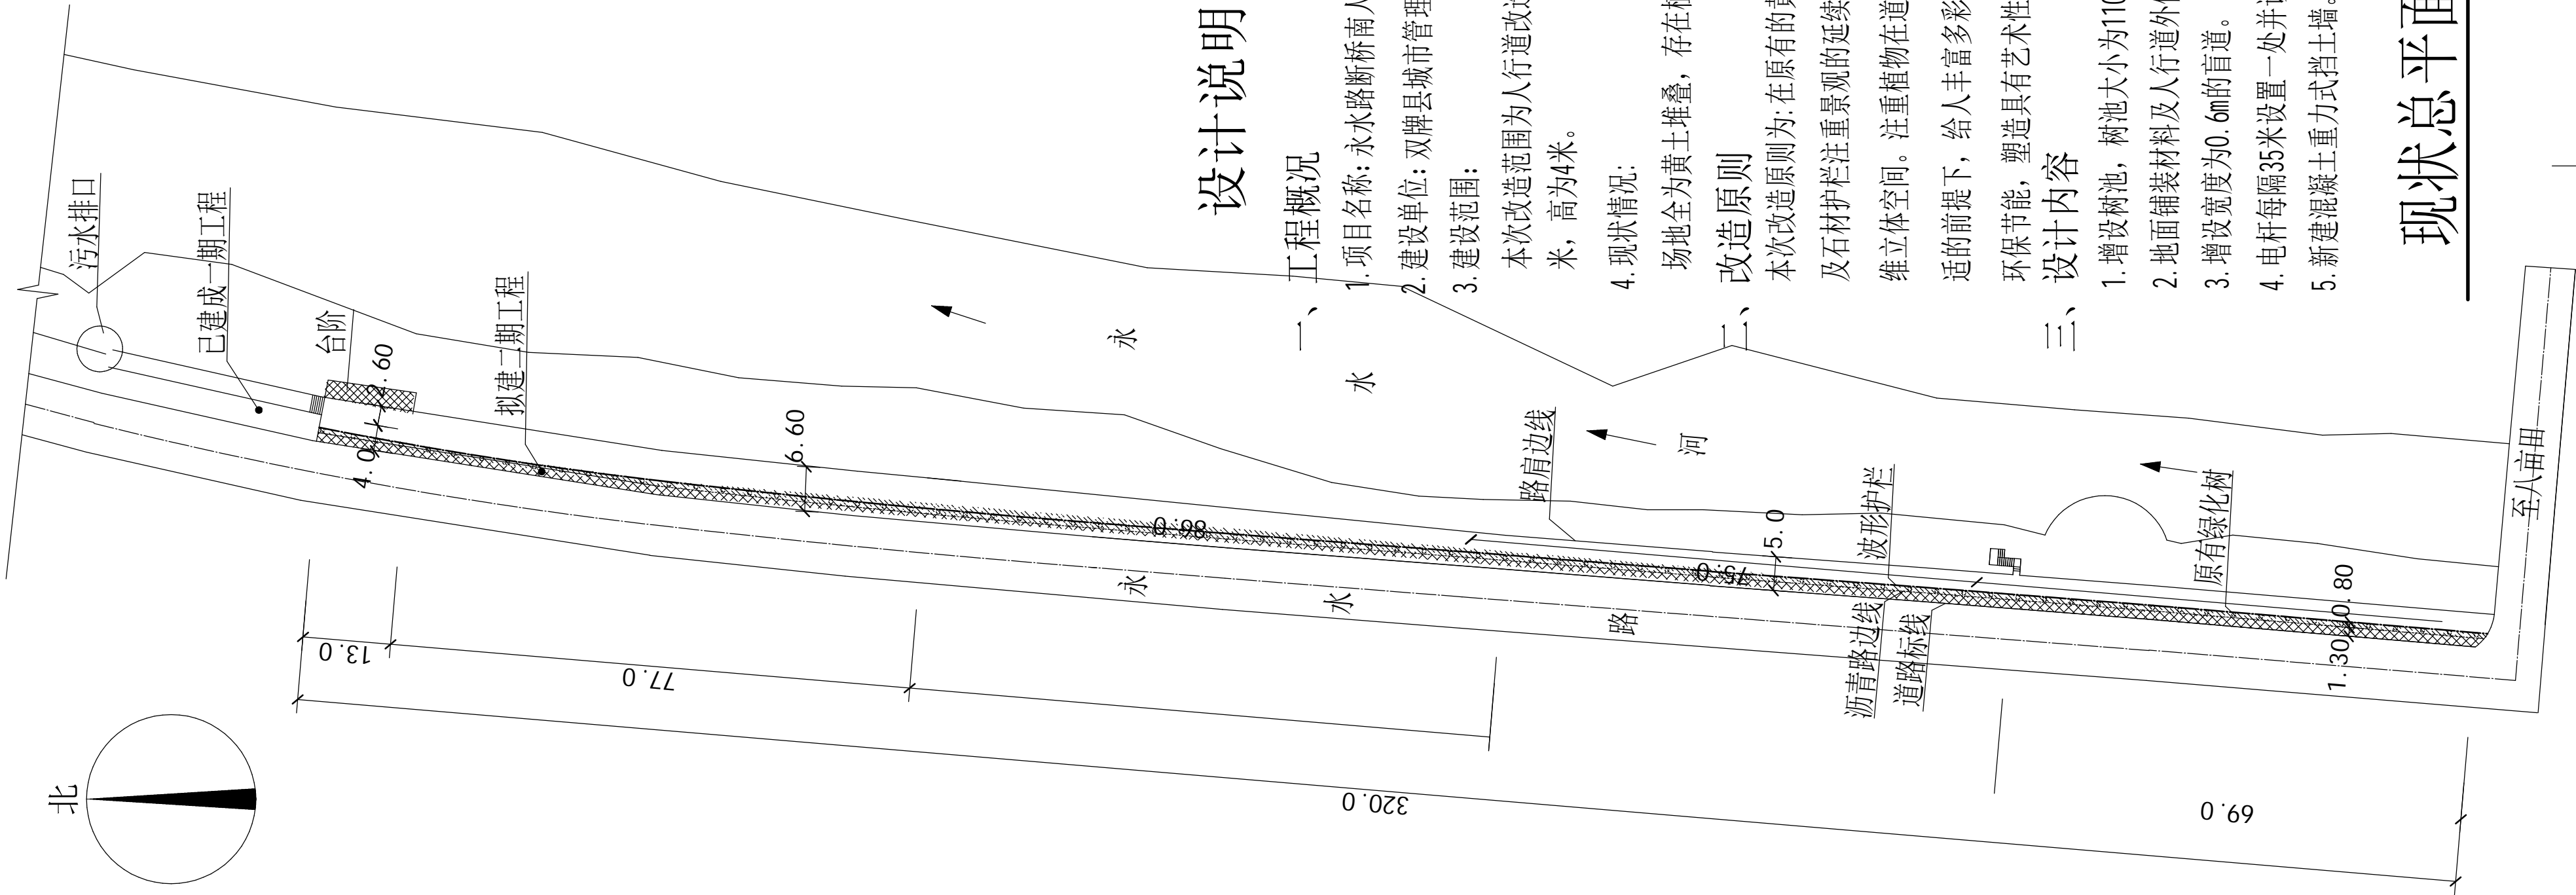 设计说明
一、工程概况
1.项目名称:永水路断桥南人
2.建设单位:双牌县城市管理
3.建设范围:
本次改造范围为人行道改造
米，高为4米。
4.现状情况:
场地全为黄土堆叠，存在
二、改造原则
本次改造原则为:在原有的黄
及石材护栏注重景观的延续
维立体空间。注重植物在道
适的前提下，给人丰富多彩
环保节能，塑造具有艺术性
三、设计内容
1.增设树池，树池大小为110
2.地面铺装材料及人行道外
3.增设宽度为0.6m的盲道。
4.电杆每隔35米设置一处并
5.新建混凝土重力式挡土墙。
现状总平面
污水排口
已建成一期工程
台阶
2.60
4.0
拟建二期工程
6.60
86.0
永
水
河
路肩边线
75.0
5.0
波形护栏
原有绿化树
至八亩田
永
水
路
沥青路边线
道路标线
0.80
1.30
13.0
77.0
320.0
69.0
北